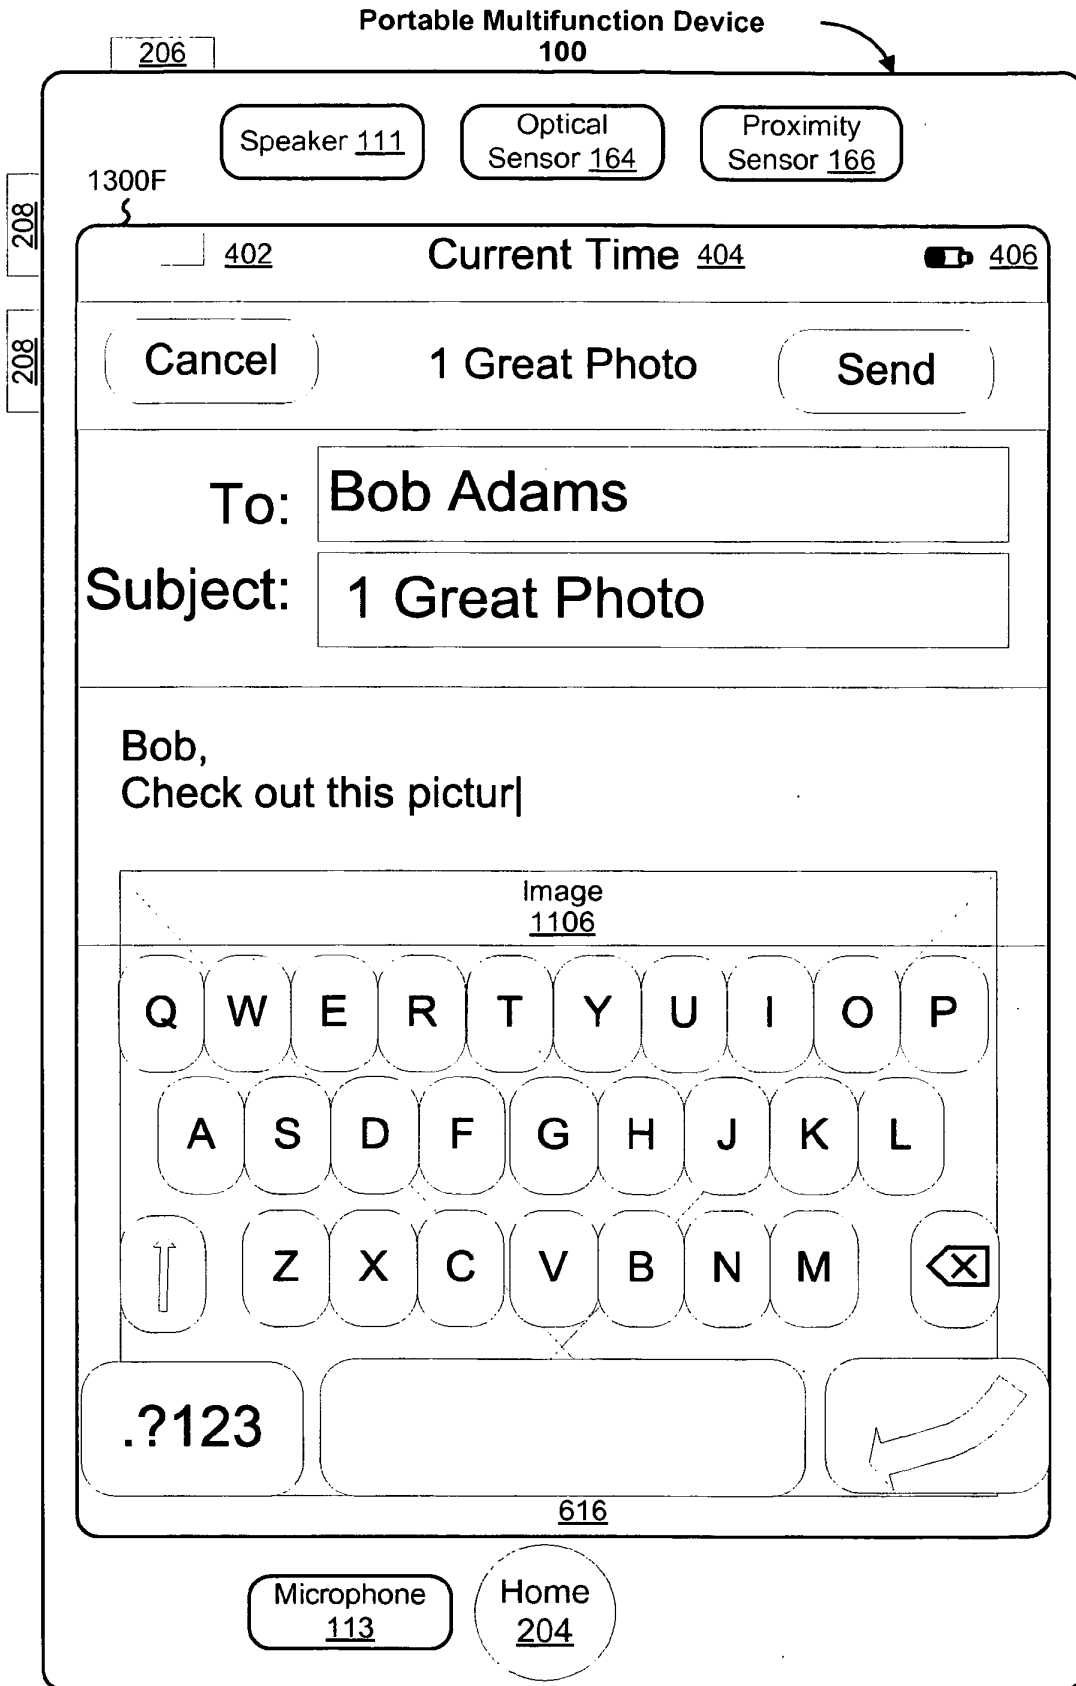 Portable Multifunction Device
100
206
Speaker 111
Optical
Sensor 164
Proximity
Sensor 166
1300F
208
208
402 Current Time 404 406
Cancel 1 Great Photo Send
To: Bob Adams
Subject: 1 Great Photo
Bob,
Check out this pictur
Image
1106
Q W E R T Y U I O P
A S D F G H J K L
Z X C V B N M
.?123
616
Microphone
113
Home
204